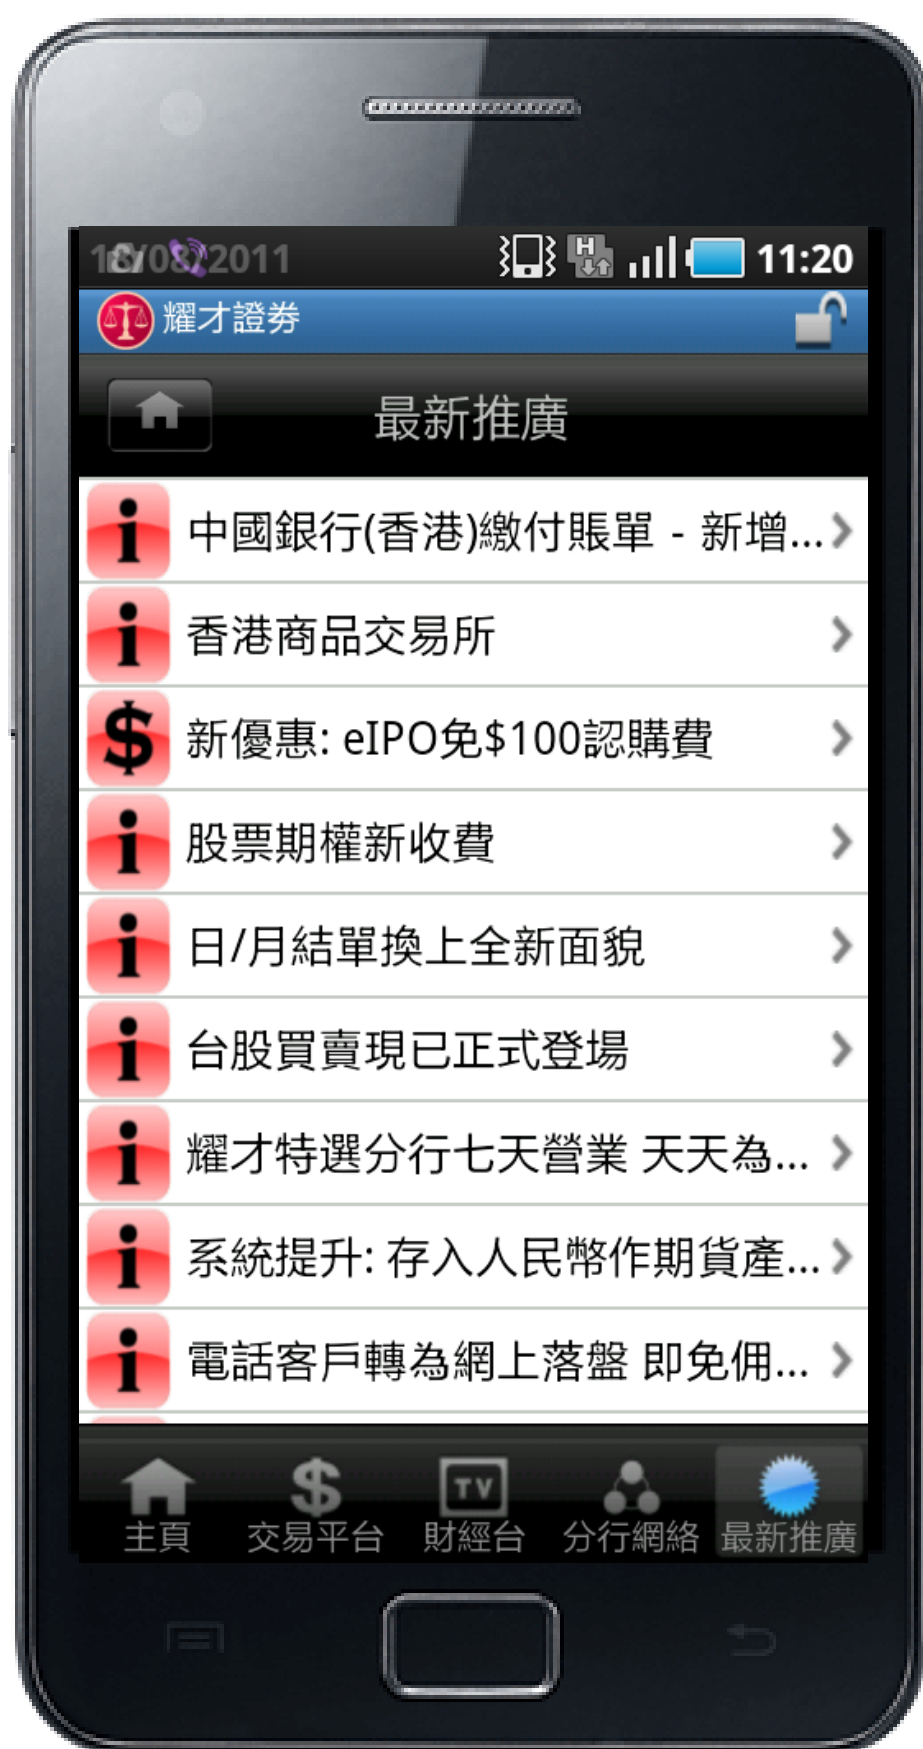 18/08/2011 H 11:20
耀才證券
最新推廣
中國銀行(香港)繳付賬單 - 新增...
香港商品交易所
新優惠: eIPO免$100認購費
股票期權新收費
日/月結單換上全新面貌
台股買賣現已正式登場
耀才特選分行七天營業 天天為...
系統提升: 存入人民幣作期貨產...
電話客戶轉為網上落盤 即免佣...
TV
主頁 交易平台 財經台 分行網絡 最新推廣